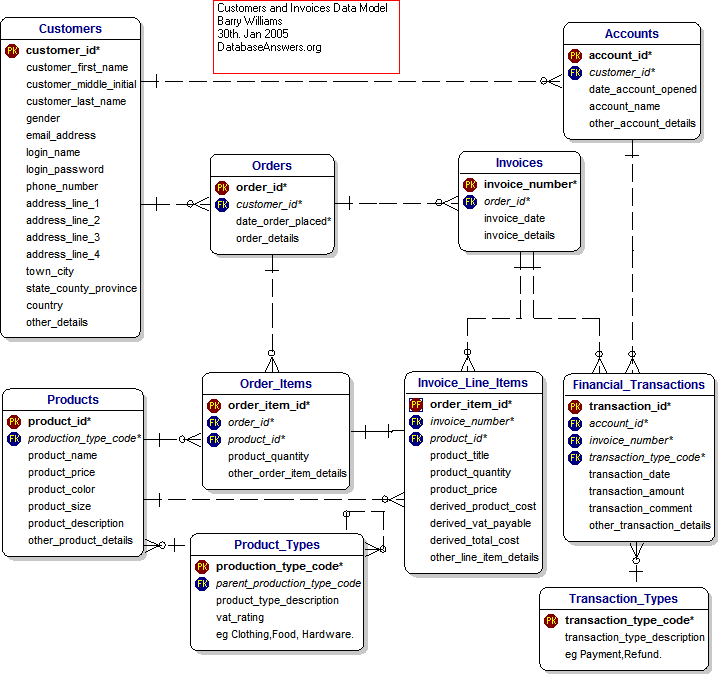 Customers and Invoices Data Model
Barry Williams
30th. Jan 2005
DatabaseAnswers.org
Customers
PK customer_id*
customer_first_name
customer_middle_initial
customer_last_name
gender
email_address
login_name
login_password
phone_number
address_line_1
address_line_2
address_line_3
address_line_4
town_city
state_county_province
country
other_details
Accounts
PK account_id*
FK customer_id*
date_account_opened
account_name
other_account_details
Orders
PK order_id*
FK customer_id*
date_order_placed*
order_details
Invoices
PK invoice_number*
FK order_id*
invoice_date
invoice_details
Products
PK product_id*
FK production_type_code*
product_name
product_price
product_color
product_size
product_description
other_product_details
Order_Items
PK order_item_id*
FK order_id*
FK product_id*
product_quantity
other_order_item_details
Invoice_Line_Items
PF order_item_id*
FK invoice_number*
FK product_id*
product_title
product_quantity
product_price
derived_product_cost
derived_vat_payable
derived_total_cost
other_line_item_details
Financial_Transactions
PK transaction_id*
FK account_id*
FK invoice_number*
FK transaction_type_code*
transaction_date
transaction_amount
transaction_comment
other_transaction_details
Product_Types
PK production_type_code*
FK parent_production_type_code
product_type_description
vat_rating
eg Clothing,Food, Hardware.
Transaction_Types
PK transaction_type_code*
transaction_type_description
eg Payment,Refund.